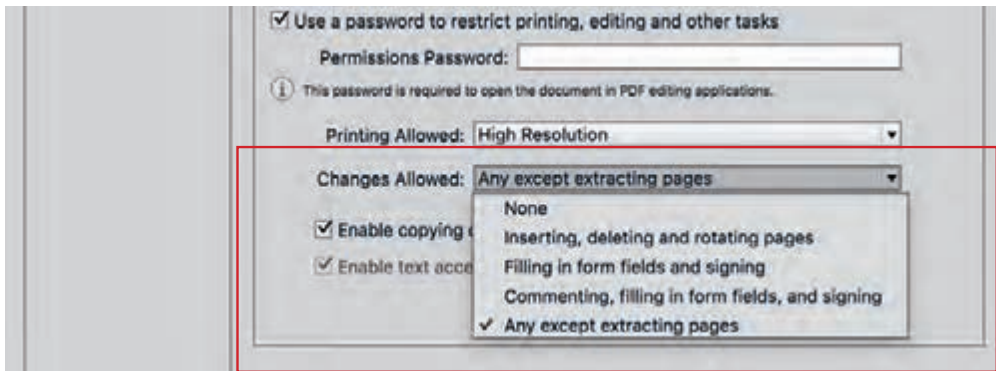 Use a password to restrict printing, editing and other tasks
Permissions Password:
This password is required to open the document in PDF editing applications.
Printing Allowed: High Resolution
Changes Allowed: Any except extracting pages
None
Enable copying
Inserting, deleting and rotating pages
Enable text acce
Filling in form fields and signing
Commenting, filling in form fields, and signing
Any except extracting pages